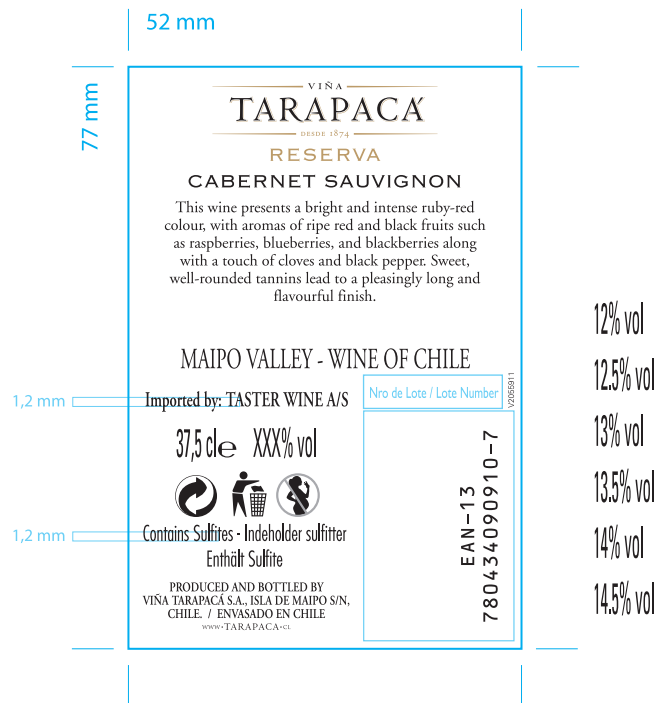 52 mm
77 mm
VIÑA
TARAPACÁ
DESDE 1874
RESERVA
CABERNET SAUVIGNON
This wine presents a bright and intense ruby-red
colour, with aromas of ripe red and black fruits such
as raspberries, blueberries, and blackberries along
with a touch of cloves and black pepper. Sweet,
well-rounded tannins lead to a pleasingly long and
flavourful finish.
MAIPO VALLEY - WINE OF CHILE
1,2 mm
Imported by: TASTER WINE A/S
Nro de Lote / Lote Number
V2055911
37,5 cl e XXX% vol
1,2 mm
Contains Sulfites - Indeholder sulfitter
Enthält Sulfite
PRODUCED AND BOTTLED BY
VIÑA TARAPACÁ S.A., ISLA DE MAIPO S/N,
CHILE. / ENVASADO EN CHILE
WWW•TARAPACA•CL
EAN-13
780434090910-7
12% vol
12.5% vol
13% vol
13.5% vol
14% vol
14.5% vol